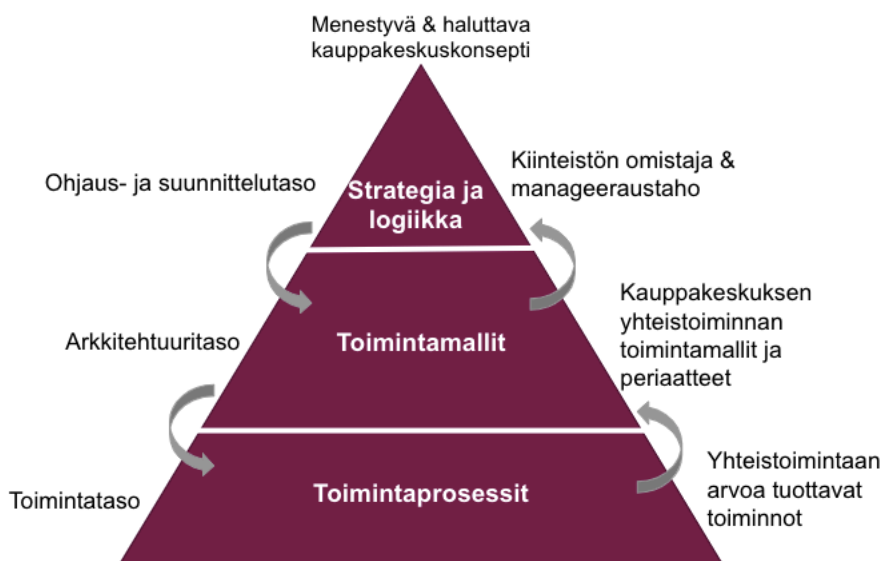 Menestyvä & haluttava
kauppakeskuskonsepti
Ohjaus- ja suunnittelutaso
Strategia ja
logiikka
Kiinteistön omistaja &
manageeraustaho
Arkkitehtuuritaso
Toimintamallit
Kauppakeskuksen
yhteistoiminnan
toimintamallit ja
periaatteet
Toimintataso
Toimintaprosessit
Yhteistoimintaan
arvoa tuottavat
toiminnot